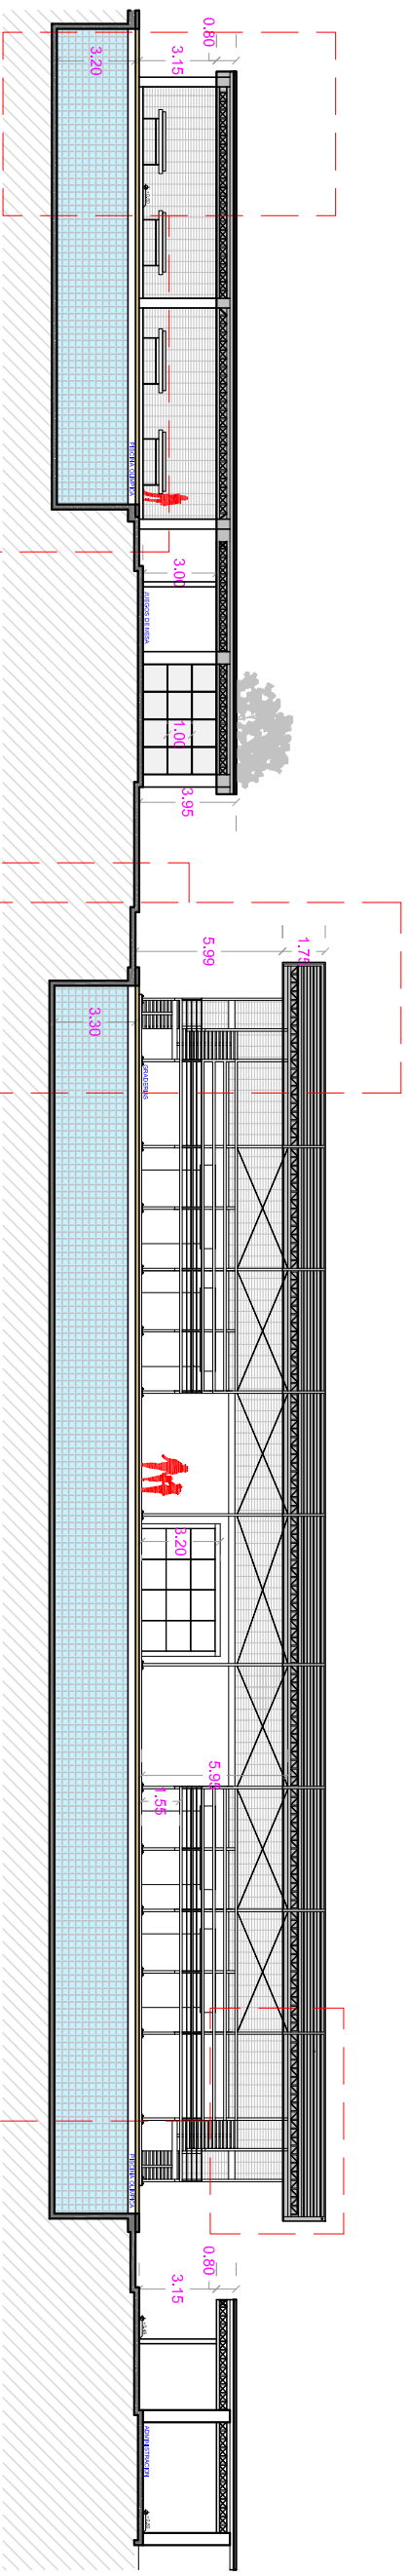 0.80
3.15
3.20
PISCINA OLIMPICA
3.00
JUEGOS DE MESA
1.00
3.95
1.75
5.99
3.30
GRADERIAS
3.20
5.95
1.55
PISCINA OLIMPICA
0.80
3.15
ADMINISTRACION